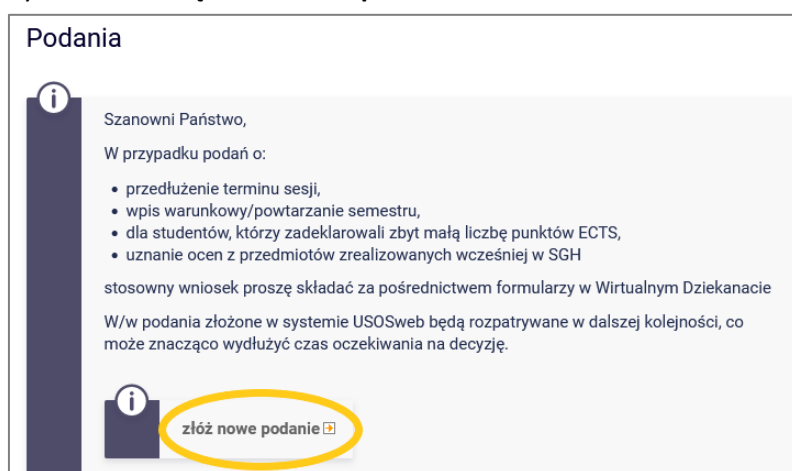 Podania
Szanowni Państwo,
W przypadku podań o:
• przedłużenie terminu sesji,
• wpis warunkowy/powtarzanie semestru,
• dla studentów, którzy zadeklarowali zbyt małą liczbę punktów ECTS,
• uznanie ocen z przedmiotów zrealizowanych wcześniej w SGH
stosowny wniosek proszę składać za pośrednictwem formularzy w Wirtualnym Dziekanacie
W/w podania złożone w systemie USOSweb będą rozpatrywane w dalszej kolejności, co
może znacząco wydłużyć czas oczekiwania na decyzję.
złóż nowe podanie